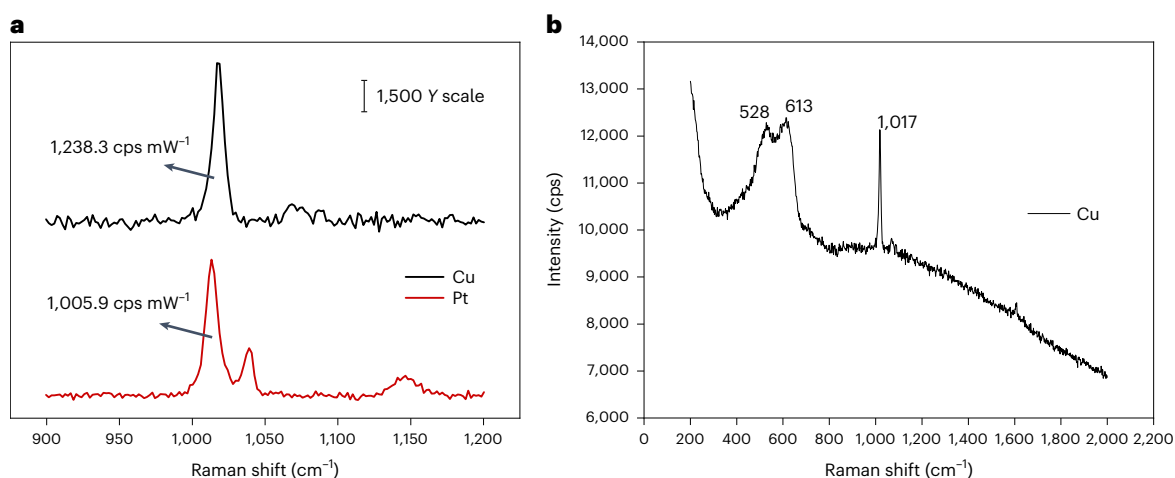 a
1,500 Y scale
1,238.3 cps mW⁻¹
Cu
Pt
1,005.9 cps mW⁻¹
900 950 1,000 1,050 1,100 1,150 1,200
Raman shift (cm⁻¹)
b
14,000
13,000
12,000
11,000
10,000
9,000
8,000
7,000
6,000
Intensity (cps)
528 613
1,017
Cu
0 200 400 600 800 1,000 1,200 1,400 1,600 1,800 2,000 2,200
Raman shift (cm⁻¹)